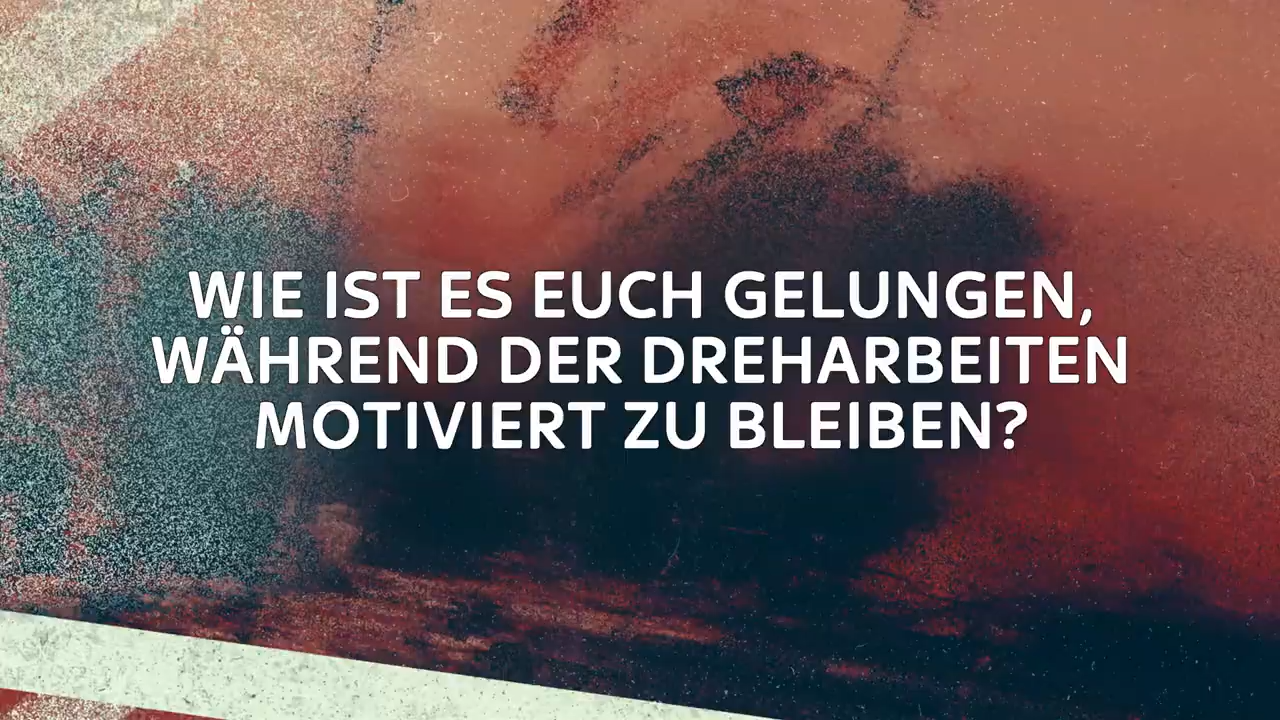 WIE IST ES EUCH GELUNGEN,
WÄHREND DER DREHARBEITEN
MOTIVIERT ZU BLEIBEN?